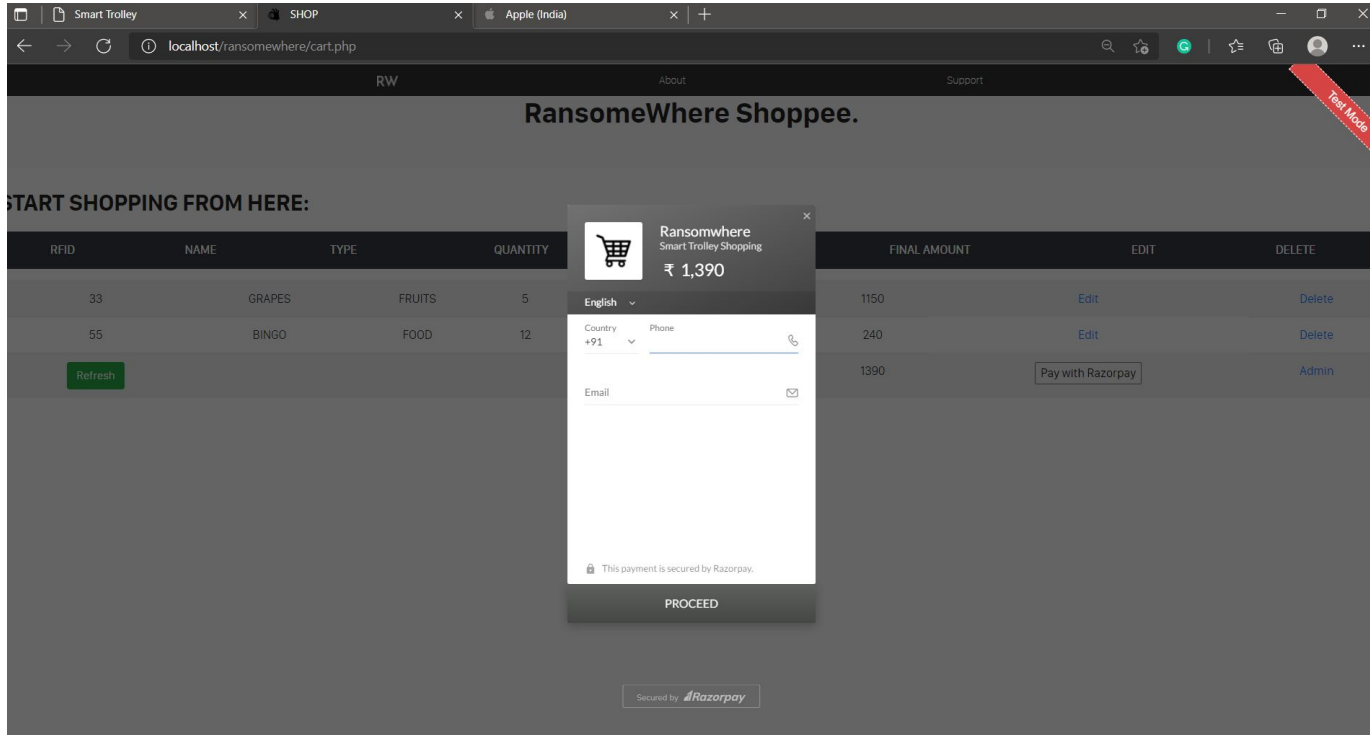 Smart Trolley SHOP Apple (India)
localhost/ransomewhere/cart.php
RW About Support
Test Mode
RansomeWhere Shoppee.
START SHOPPING FROM HERE:
RFID NAME TYPE QUANTITY FINAL AMOUNT EDIT DELETE
33 GRAPES FRUITS 5 1150 Edit Delete
55 BINGO FOOD 12 240 Edit Delete
Refresh 1390 Pay with Razorpay Admin
Ransomwhere
Smart Trolley Shopping
₹ 1,390
English
Country Phone
+91
Email
This payment is secured by Razorpay.
PROCEED
Secured by Razorpay